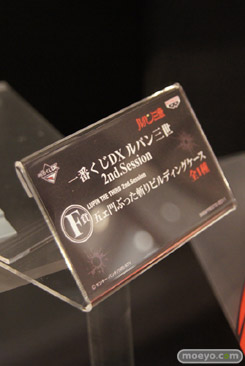 ルパン三世
一番くじDX ルパン三世
2nd.Session
LUPIN THE THIRD 2nd.Session
F賞
五ェ門ぶった斬りビルディングケース
全1種
moeyo.com